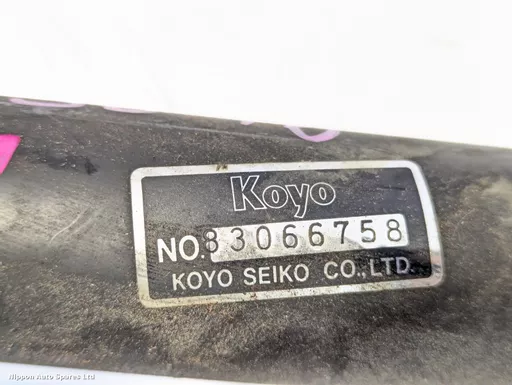 Koyo
NO. 83066758
KOYO SEIKO CO.,LTD.
Nippon Auto Spares Ltd